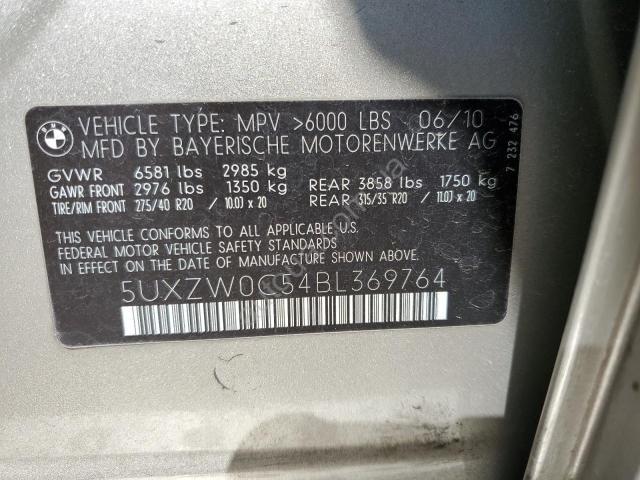 BMW
VEHICLE TYPE: MPV >6000 LBS 06/10
MFD BY BAYERISCHE MOTORENWERKE AG
GVWR 6581 lbs 2985 kg
GAWR FRONT 2976 lbs 1350 kg REAR 3858 lbs 1750 kg
TIRE/RIM FRONT 275/40 R20 / 10.0J x 20 REAR 315/35 R20 / 11.0J x 20
THIS VEHICLE CONFORMS TO ALL APPLICABLE U.S.
FEDERAL MOTOR VEHICLE SAFETY STANDARDS
IN EFFECT ON THE DATE OF MANUFACTURE SHOWN ABOVE.
5UXZW0C54BL369764
7 232 476